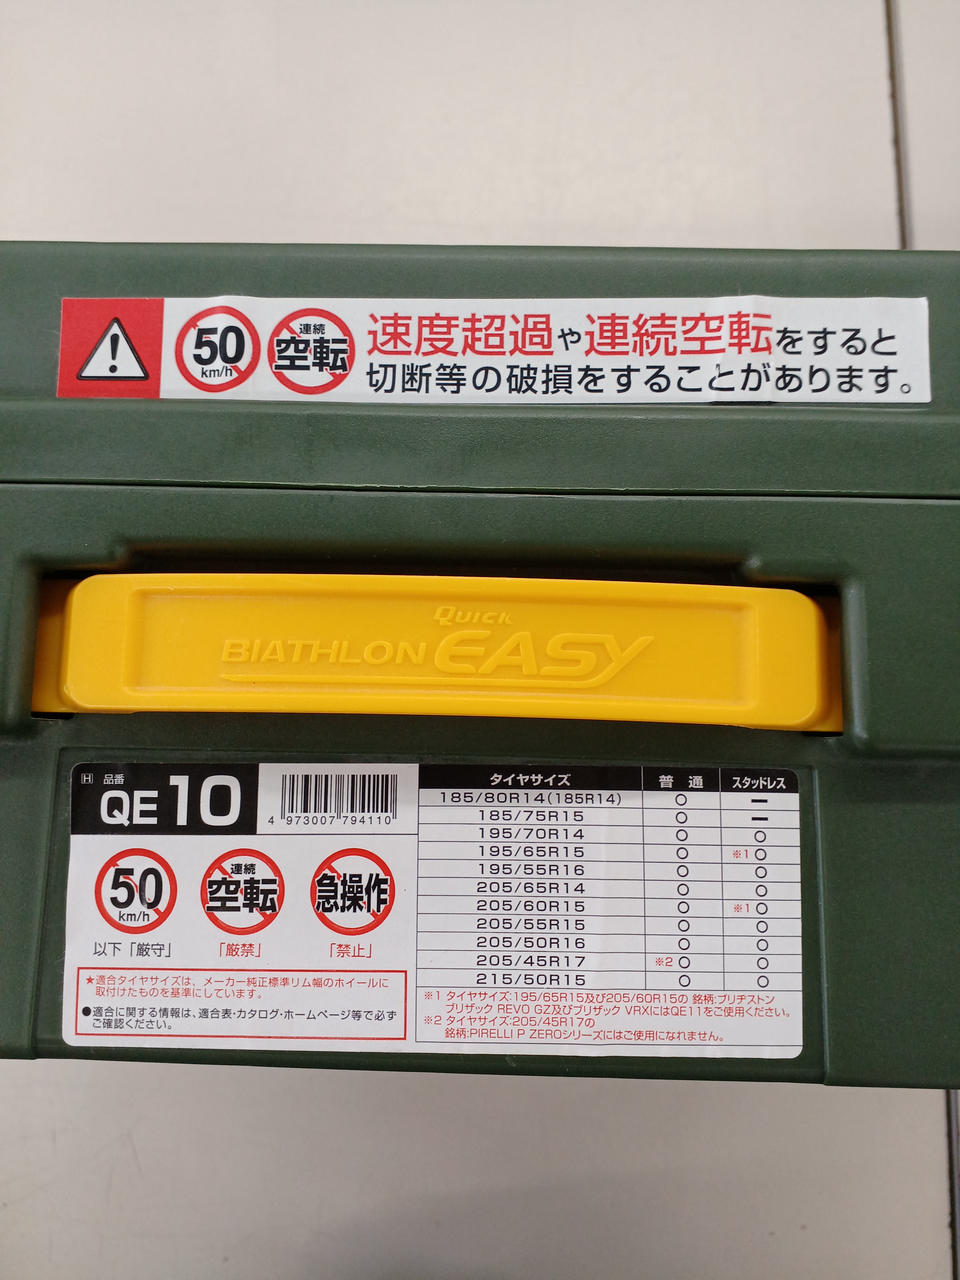 50
km/h
連続
空転
速度超過や連続空転をすると
切断等の破損をすることがあります。
QUICK
BIATHLON EASY
H 品番
QE10
4 973007 794110
50
km/h
以下「厳守」
連続
空転
「厳禁」
急操作
「禁止」
★適合タイヤサイズは、メーカー純正標準リム幅のホイールに
取付けたものを基準にしています。
●適合に関する情報は、適合表・カタログ・ホームページ等で必ず
ご確認ください。
タイヤサイズ 普通 スタッドレス
185/80R14(185R14) ○ ー
185/75R15 ○ ー
195/70R14 ○ ○
195/65R15 ○ ※1○
195/55R16 ○ ○
205/65R14 ○ ○
205/60R15 ○ ※1○
205/55R15 ○ ○
205/50R16 ○ ○
205/45R17 ※2○ ○
215/50R15 ○ ○
※1 タイヤサイズ:195/65R15及び205/60R15の 銘柄:ブリヂストン
ブリザック REVO GZ及びブリザック VRXにはQE11をご使用ください。
※2 タイヤサイズ:205/45R17の
銘柄:PIRELLI P ZEROシリーズにはご使用になれません。